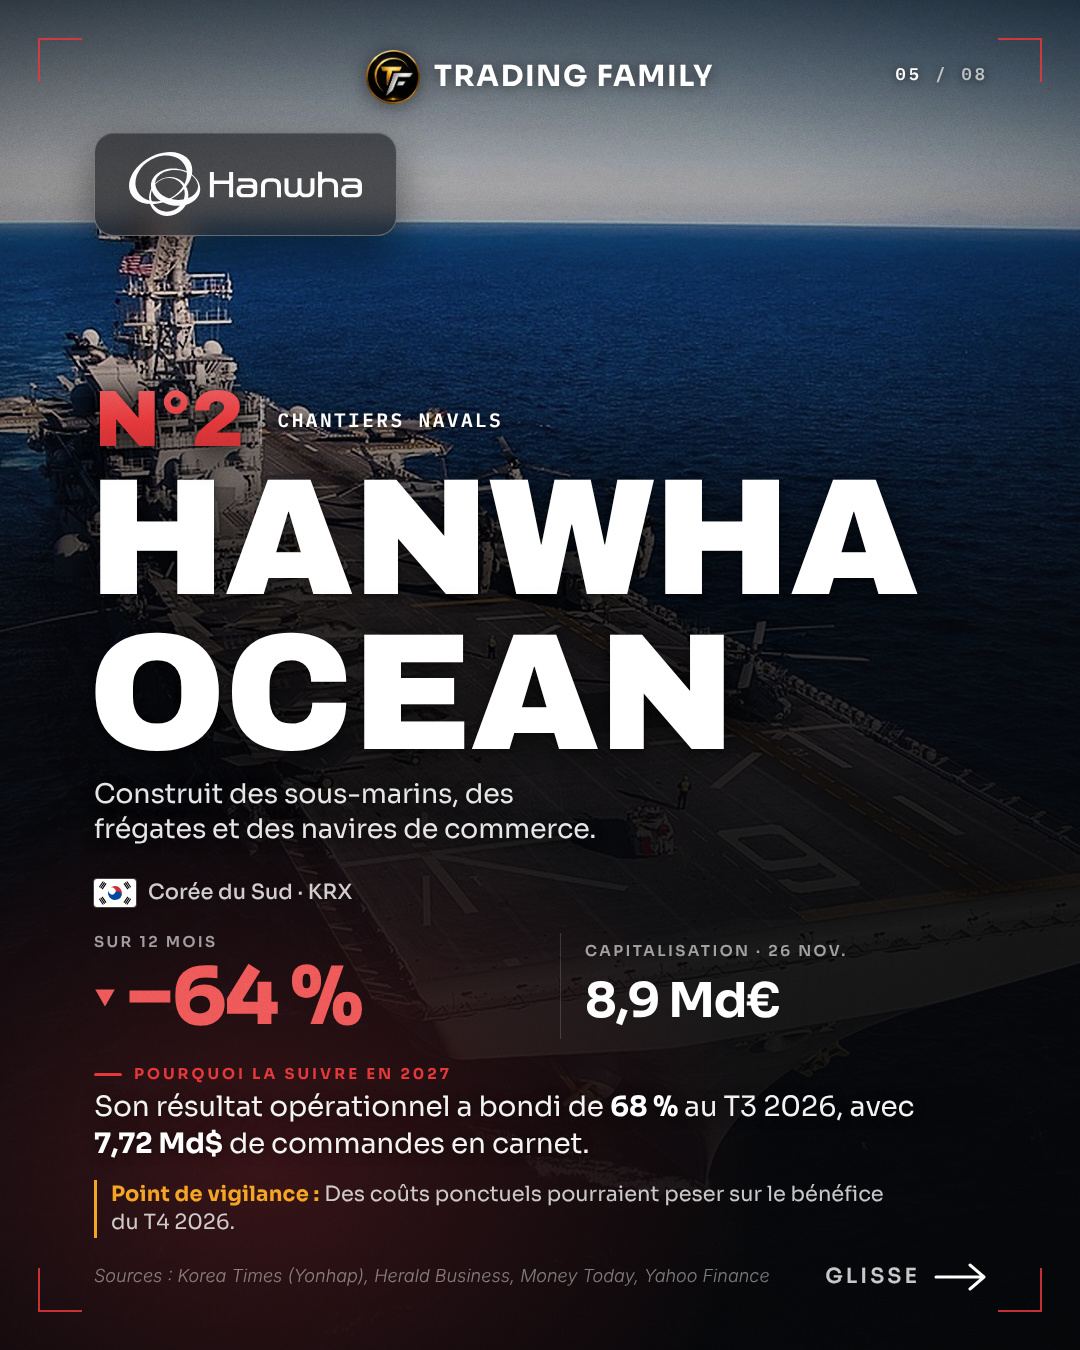 TRADING FAMILY
05 / 08
Hanwha
N°2
CHANTIERS NAVALS
HANWHA
OCEAN
Construit des sous-marins, des
frégates et des navires de commerce.
Corée du Sud · KRX
SUR 12 MOIS
▼ −64 %
CAPITALISATION · 26 NOV.
8,9 Md€
POURQUOI LA SUIVRE EN 2027
Son résultat opérationnel a bondi de 68 % au T3 2026, avec
7,72 Md$ de commandes en carnet.
Point de vigilance : Des coûts ponctuels pourraient peser sur le bénéfice
du T4 2026.
Sources : Korea Times (Yonhap), Herald Business, Money Today, Yahoo Finance
GLISSE